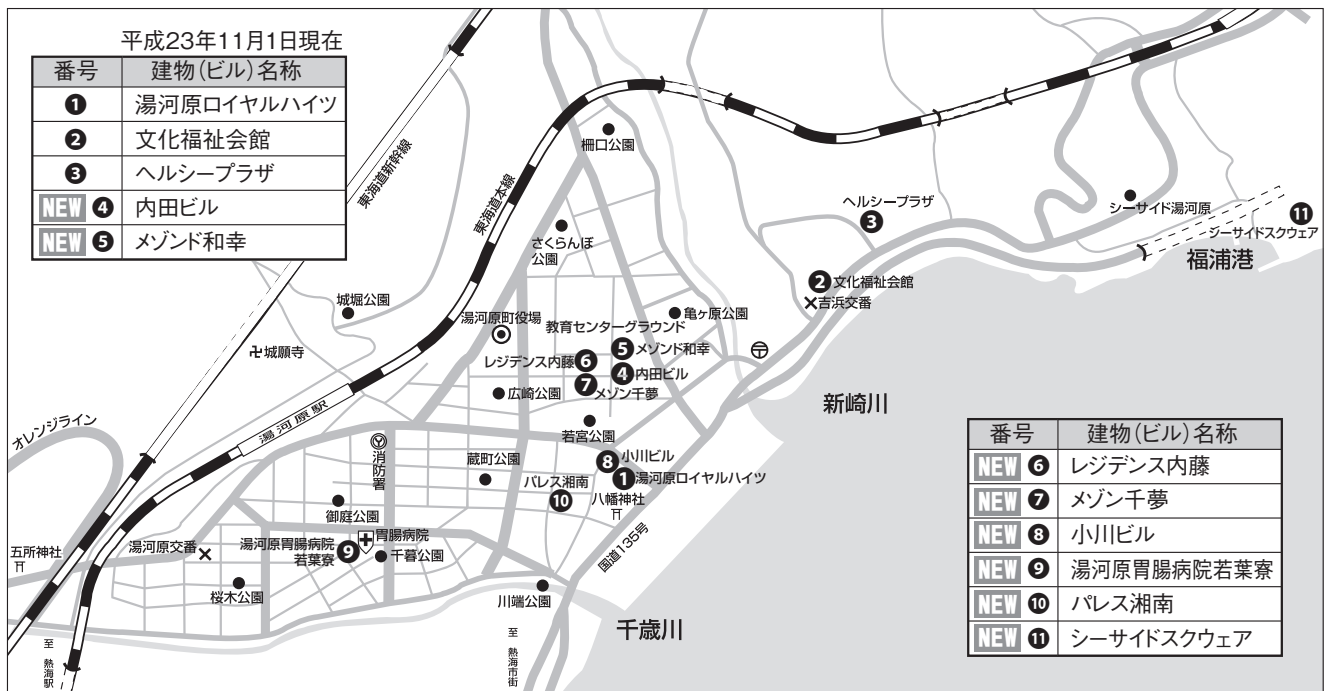 平成23年11月1日現在
番号 建物(ビル)名称
❶ 湯河原ロイヤルハイツ
❷ 文化福祉会館
❸ ヘルシープラザ
NEW ❹ 内田ビル
NEW ❺ メゾンド和幸
東海道新幹線
東海道本線
柵口公園
さくらんぼ
公園
ヘルシープラザ
❸
シーサイド湯河原
⓫
シーサイドスクウェア
福浦港
❷文化福祉会館
吉浜交番
城堀公園
湯河原町役場
亀ヶ原公園
教育センターグラウンド
卍城願寺
❺メゾンド和幸
レジデンス内藤❻
❹内田ビル
❼
メゾン千夢
広崎公園
新崎川
オレンジライン
湯河原駅
若宮公園
消防署
蔵町公園
小川ビル
❽
❶湯河原ロイヤルハイツ
パレス湘南
❿
八幡神社
御庭公園
国道135号
五所神社
湯河原交番
湯河原胃腸病院
若葉寮
❾
胃腸病院
千暮公園
桜木公園
川端公園
千歳川
至 熱海駅
至 熱海市街
番号 建物(ビル)名称
NEW ❻ レジデンス内藤
NEW ❼ メゾン千夢
NEW ❽ 小川ビル
NEW ❾ 湯河原胃腸病院若葉寮
NEW ❿ パレス湘南
NEW ⓫ シーサイドスクウェア